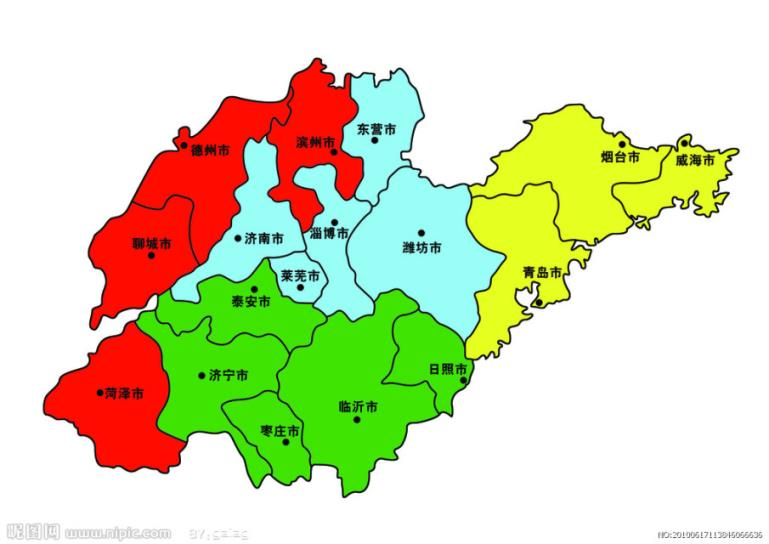 东营市
滨州市
德州市
烟台市
威海市
淄博市
聊城市
济南市
潍坊市
莱芜市
青岛市
泰安市
日照市
济宁市
菏泽市
临沂市
枣庄市
昵图网 www.nipic.com
NO:20100617113846066636